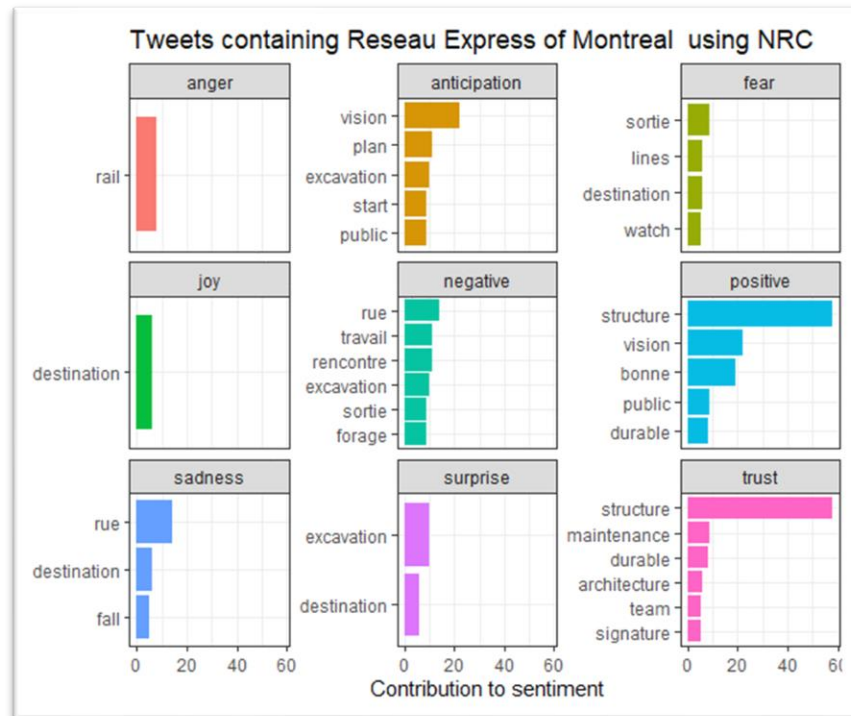 Tweets containing Reseau Express of Montreal using NRC
anger
rail
anticipation
vision
plan
excavation
start
public
fear
sortie
lines
destination
watch
joy
destination
negative
rue
travail
rencontre
excavation
sortie
forage
positive
structure
vision
bonne
public
durable
sadness
rue
destination
fall
surprise
excavation
destination
trust
structure
maintenance
durable
architecture
team
signature
0 20 40 60
0 20 40 60
0 20 40 60
Contribution to sentiment